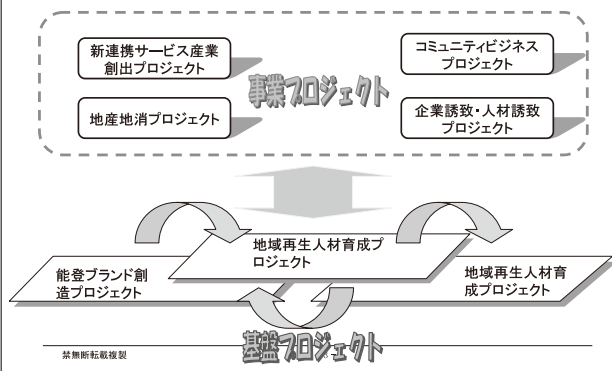 新連携サービス産業
創出プロジェクト
コミュニティビジネス
プロジェクト
事業プロジェクト
地産地消プロジェクト
企業誘致・人材誘致
プロジェクト
地域再生人材育成プ
ロジェクト
能登ブランド創
造プロジェクト
地域再生人材育
成プロジェクト
基盤プロジェクト
禁無断転載複製